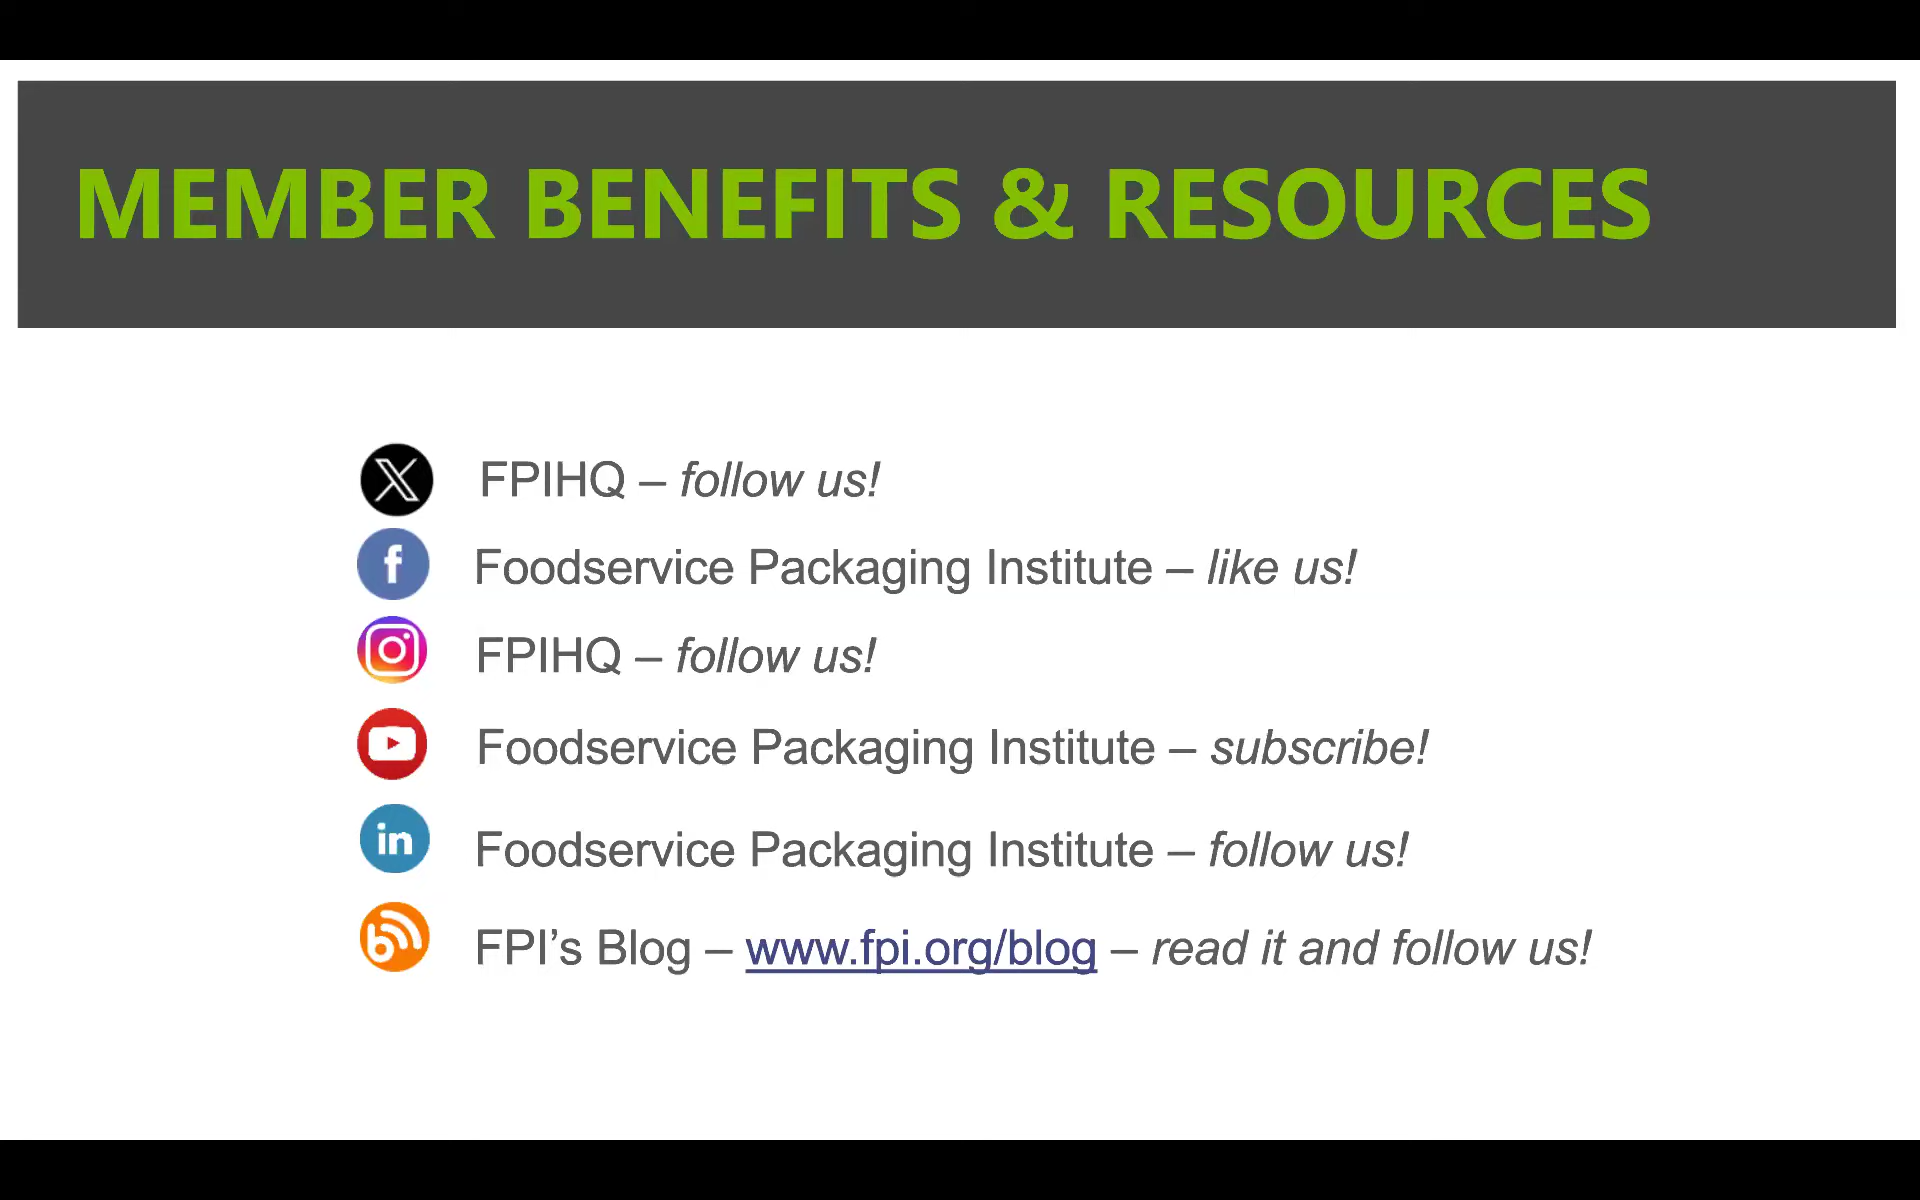 MEMBER BENEFITS & RESOURCES
FPIHQ – follow us!
Foodservice Packaging Institute – like us!
FPIHQ – follow us!
Foodservice Packaging Institute – subscribe!
Foodservice Packaging Institute – follow us!
FPI’s Blog – www.fpi.org/blog – read it and follow us!